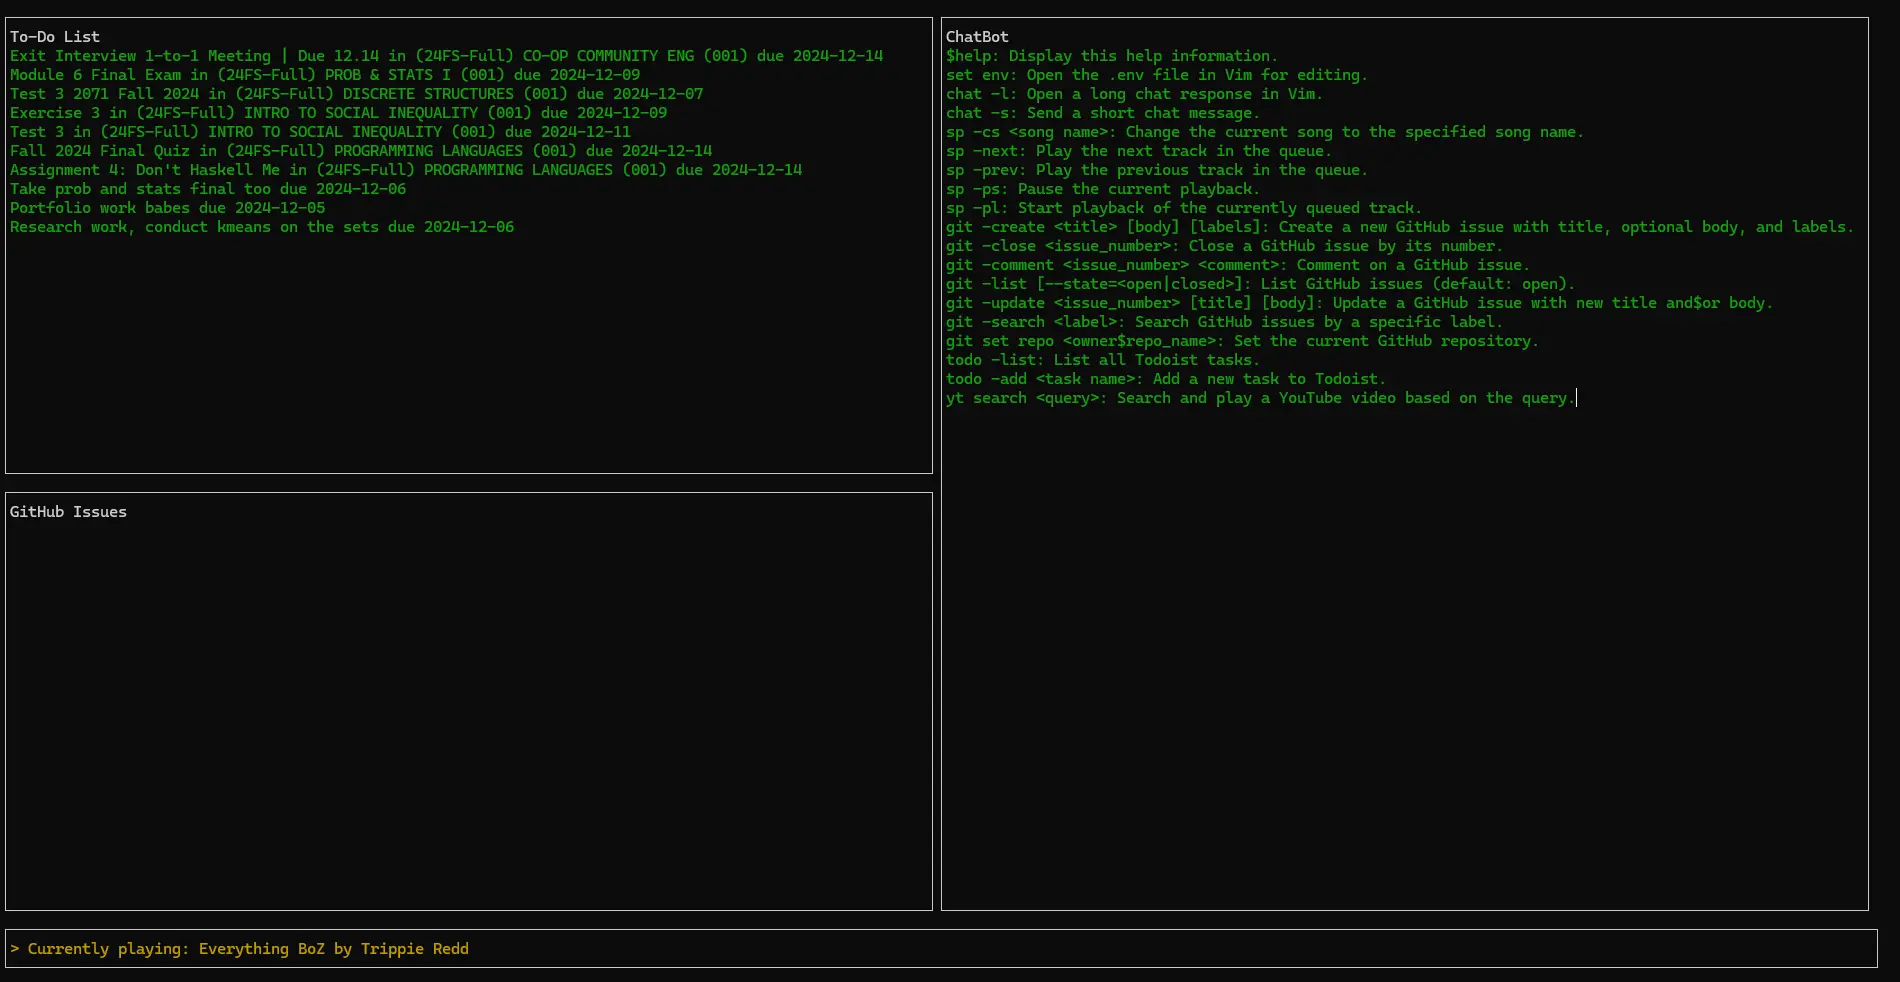 To-Do List
Exit Interview 1-to-1 Meeting | Due 12.14 in (24FS-Full) CO-OP COMMUNITY ENG (001) due 2024-12-14
Module 6 Final Exam in (24FS-Full) PROB & STATS I (001) due 2024-12-09
Test 3 2071 Fall 2024 in (24FS-Full) DISCRETE STRUCTURES (001) due 2024-12-07
Exercise 3 in (24FS-Full) INTRO TO SOCIAL INEQUALITY (001) due 2024-12-09
Test 3 in (24FS-Full) INTRO TO SOCIAL INEQUALITY (001) due 2024-12-11
Fall 2024 Final Quiz in (24FS-Full) PROGRAMMING LANGUAGES (001) due 2024-12-14
Assignment 4: Don't Haskell Me in (24FS-Full) PROGRAMMING LANGUAGES (001) due 2024-12-14
Take prob and stats final too due 2024-12-06
Portfolio work babes due 2024-12-05
Research work, conduct kmeans on the sets due 2024-12-06
GitHub Issues
ChatBot
$help: Display this help information.
set env: Open the .env file in Vim for editing.
chat -l: Open a long chat response in Vim.
chat -s: Send a short chat message.
sp -cs <song name>: Change the current song to the specified song name.
sp -next: Play the next track in the queue.
sp -prev: Play the previous track in the queue.
sp -ps: Pause the current playback.
sp -pl: Start playback of the currently queued track.
git -create <title> [body] [labels]: Create a new GitHub issue with title, optional body, and labels.
git -close <issue_number>: Close a GitHub issue by its number.
git -comment <issue_number> <comment>: Comment on a GitHub issue.
git -list [--state=<open|closed>]: List GitHub issues (default: open).
git -update <issue_number> [title] [body]: Update a GitHub issue with new title and$or body.
git -search <label>: Search GitHub issues by a specific label.
git set repo <owner$repo_name>: Set the current GitHub repository.
todo -list: List all Todoist tasks.
todo -add <task name>: Add a new task to Todoist.
yt search <query>: Search and play a YouTube video based on the query.
> Currently playing: Everything BoZ by Trippie Redd